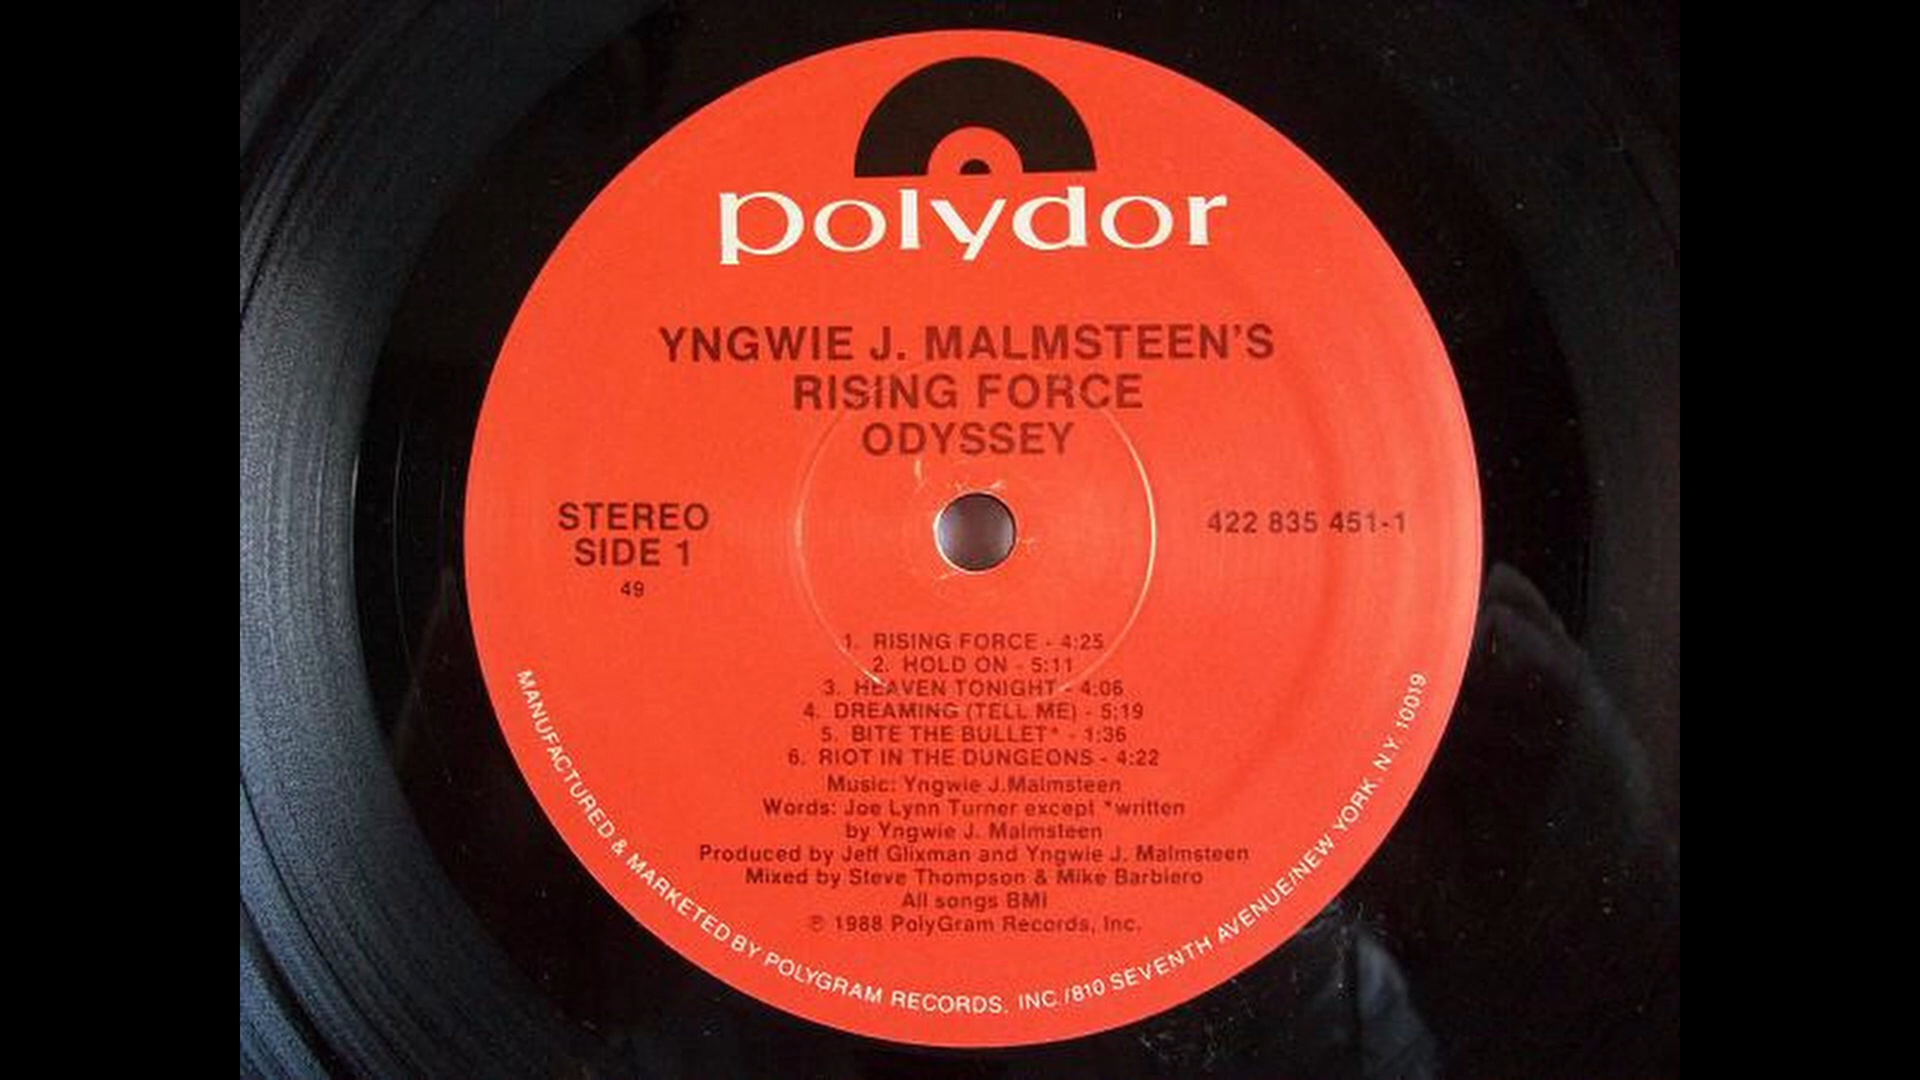 polydor
YNGWIE J. MALMSTEEN'S
RISING FORCE
ODYSSEY
STEREO
SIDE 1
49
422 835 451-1
1. RISING FORCE - 4:25
2. HOLD ON - 5:11
3. HEAVEN TONIGHT - 4:06
4. DREAMING (TELL ME) - 5:19
5. BITE THE BULLET* - 1:36
6. RIOT IN THE DUNGEONS - 4:22
Music: Yngwie J.Malmsteen
Words: Joe Lynn Turner except *written
by Yngwie J. Malmsteen
Produced by Jeff Glixman and Yngwie J. Malmsteen
Mixed by Steve Thompson & Mike Barbiero
All songs BMI
℗ 1988 PolyGram Records, Inc.
MANUFACTURED & MARKETED BY POLYGRAM RECORDS, INC./810 SEVENTH AVENUE/NEW YORK, N.Y. 10019